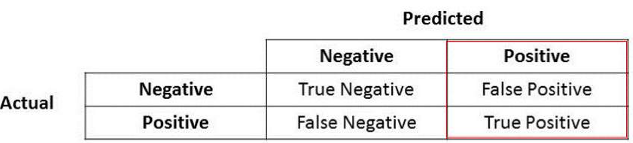 Predicted
Negative Positive
Actual
Negative True Negative False Positive
Positive False Negative True Positive